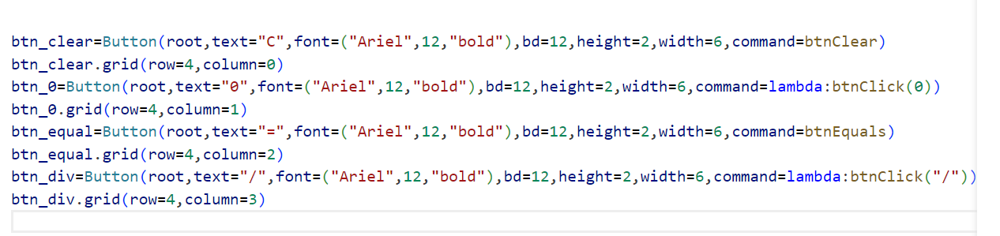 btn_clear=Button(root,text="C",font=("Ariel",12,"bold"),bd=12,height=2,width=6,command=btnClear)
btn_clear.grid(row=4,column=0)
btn_0=Button(root,text="0",font=("Ariel",12,"bold"),bd=12,height=2,width=6,command=lambda:btnClick(0))
btn_0.grid(row=4,column=1)
btn_equal=Button(root,text="=",font=("Ariel",12,"bold"),bd=12,height=2,width=6,command=btnEquals)
btn_equal.grid(row=4,column=2)
btn_div=Button(root,text="/",font=("Ariel",12,"bold"),bd=12,height=2,width=6,command=lambda:btnClick("/"))
btn_div.grid(row=4,column=3)